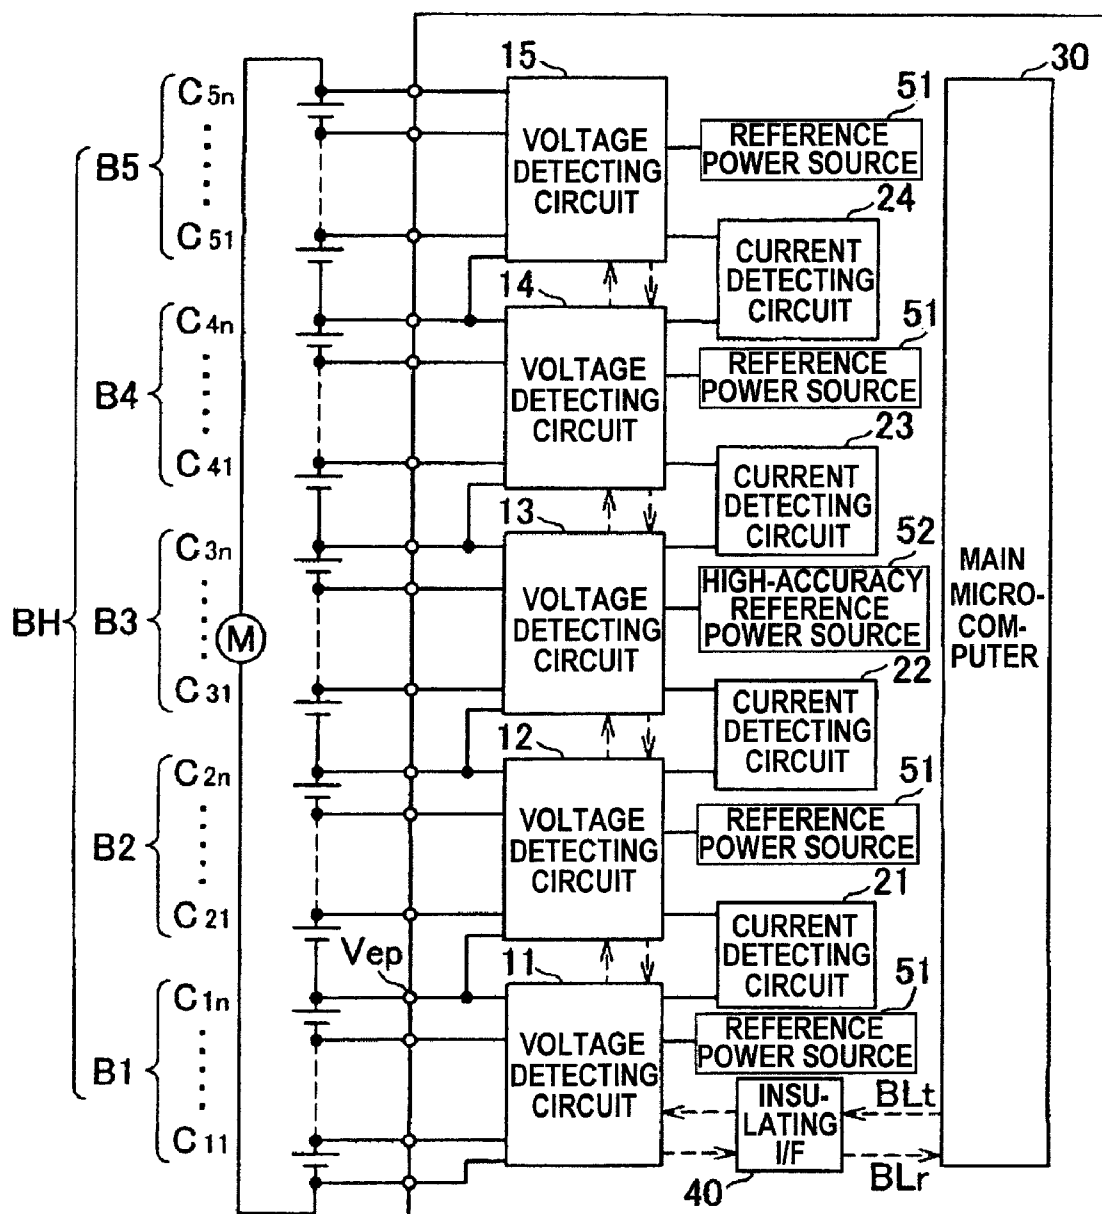 15
30
C5n
VOLTAGE
DETECTING
CIRCUIT
51
REFERENCE
POWER SOURCE
B5
24
C51
CURRENT
DETECTING
CIRCUIT
14
C4n
VOLTAGE
DETECTING
CIRCUIT
51
REFERENCE
POWER SOURCE
B4
23
C41
CURRENT
DETECTING
CIRCUIT
13
C3n
VOLTAGE
DETECTING
CIRCUIT
52
HIGH-ACCURACY
REFERENCE
POWER SOURCE
MAIN
MICRO-
COM-
PUTER
BH
B3
M
22
C31
CURRENT
DETECTING
CIRCUIT
12
C2n
VOLTAGE
DETECTING
CIRCUIT
51
REFERENCE
POWER SOURCE
B2
21
C21
CURRENT
DETECTING
CIRCUIT
Vep
11
C1n
VOLTAGE
DETECTING
CIRCUIT
51
REFERENCE
POWER SOURCE
B1
INSU-
LATING
I/F
BLt
C11
40
BLr